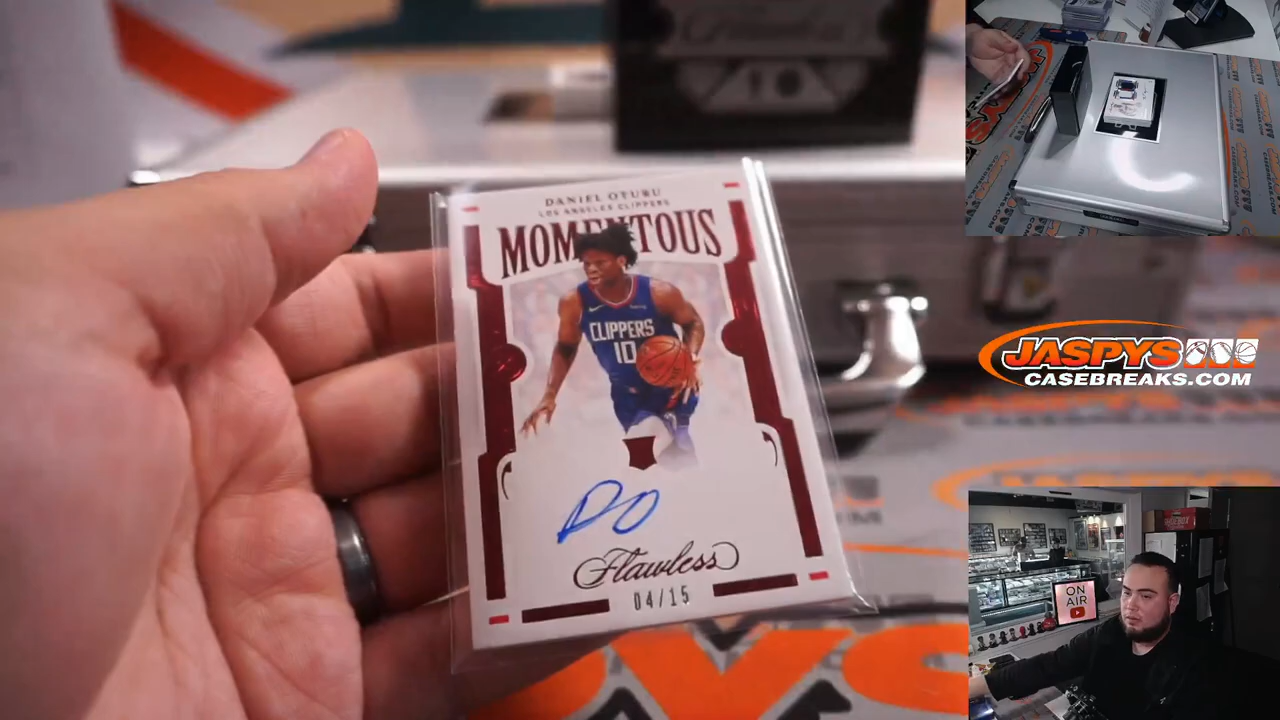 DANIEL OTURU
LOS ANGELES CLIPPERS
MOMENTOUS
CLIPPERS
10
Flawless
04/15
JASPYS
CASEBREAKS.COM
ON
AIR